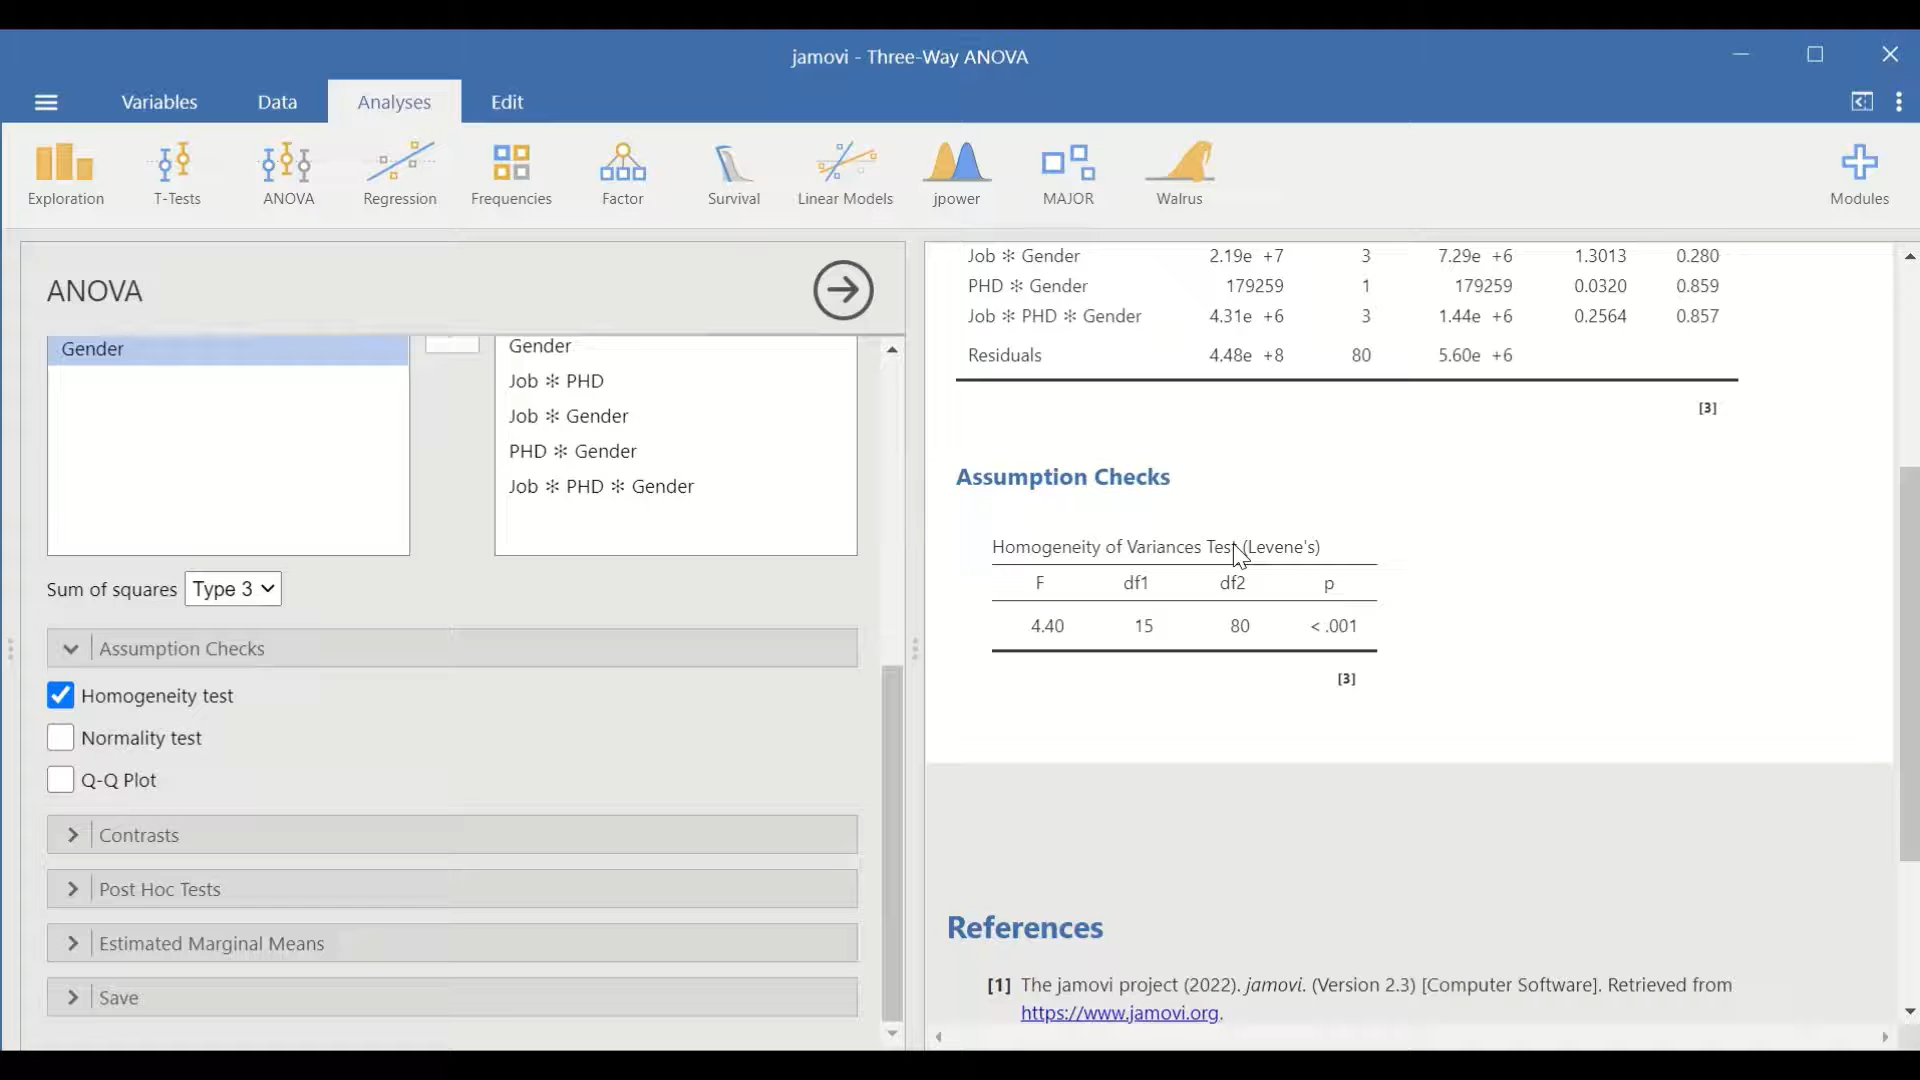 jamovi - Three-Way ANOVA
Variables Data Analyses Edit
Exploration T-Tests ANOVA Regression Frequencies Factor Survival Linear Models jpower MAJOR Walrus Modules
ANOVA
Gender
Gender
Job ✻ PHD
Job ✻ Gender
PHD ✻ Gender
Job ✻ PHD ✻ Gender
Sum of squares Type 3
Assumption Checks
Homogeneity test
Normality test
Q-Q Plot
Contrasts
Post Hoc Tests
Estimated Marginal Means
Save
Job ✻ Gender 2.19e +7 3 7.29e +6 1.3013 0.280
PHD ✻ Gender 179259 1 179259 0.0320 0.859
Job ✻ PHD ✻ Gender 4.31e +6 3 1.44e +6 0.2564 0.857
Residuals 4.48e +8 80 5.60e +6
[3]
Assumption Checks
Homogeneity of Variances Test (Levene's)
F df1 df2 p
4.40 15 80 < .001
[3]
References
[1] The jamovi project (2022). jamovi. (Version 2.3) [Computer Software]. Retrieved from
https://www.jamovi.org.